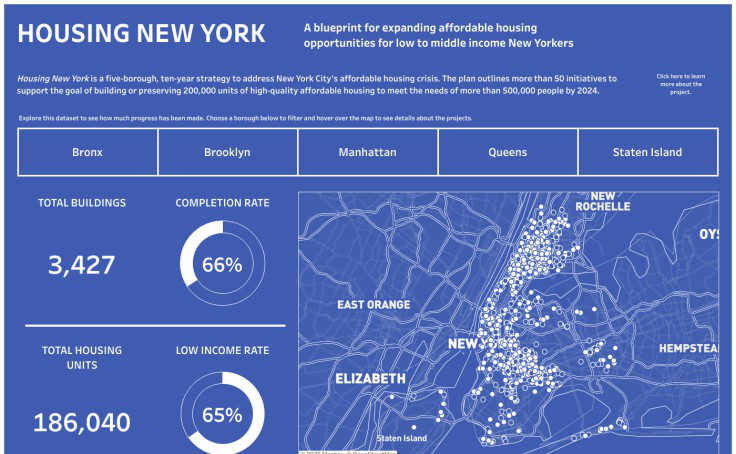 HOUSING NEW YORK
A blueprint for expanding affordable housing
opportunities for low to middle income New Yorkers
Housing New York is a five-borough, ten-year strategy to address New York City's affordable housing crisis. The plan outlines more than 50 initiatives to
support the goal of building or preserving 200,000 units of high-quality affordable housing to meet the needs of more than 500,000 people by 2024.
Click here to learn
more about the
project.
Explore this dataset to see how much progress has been made. Choose a borough below to filter and hover over the map to see details about the projects.
Bronx
Brooklyn
Manhattan
Queens
Staten Island
TOTAL BUILDINGS
3,427
COMPLETION RATE
66%
TOTAL HOUSING
UNITS
186,040
LOW INCOME RATE
65%
NEW
ROCHELLE
OYS
EAST ORANGE
NEW
HEMPSTEA
ELIZABETH
Staten Island